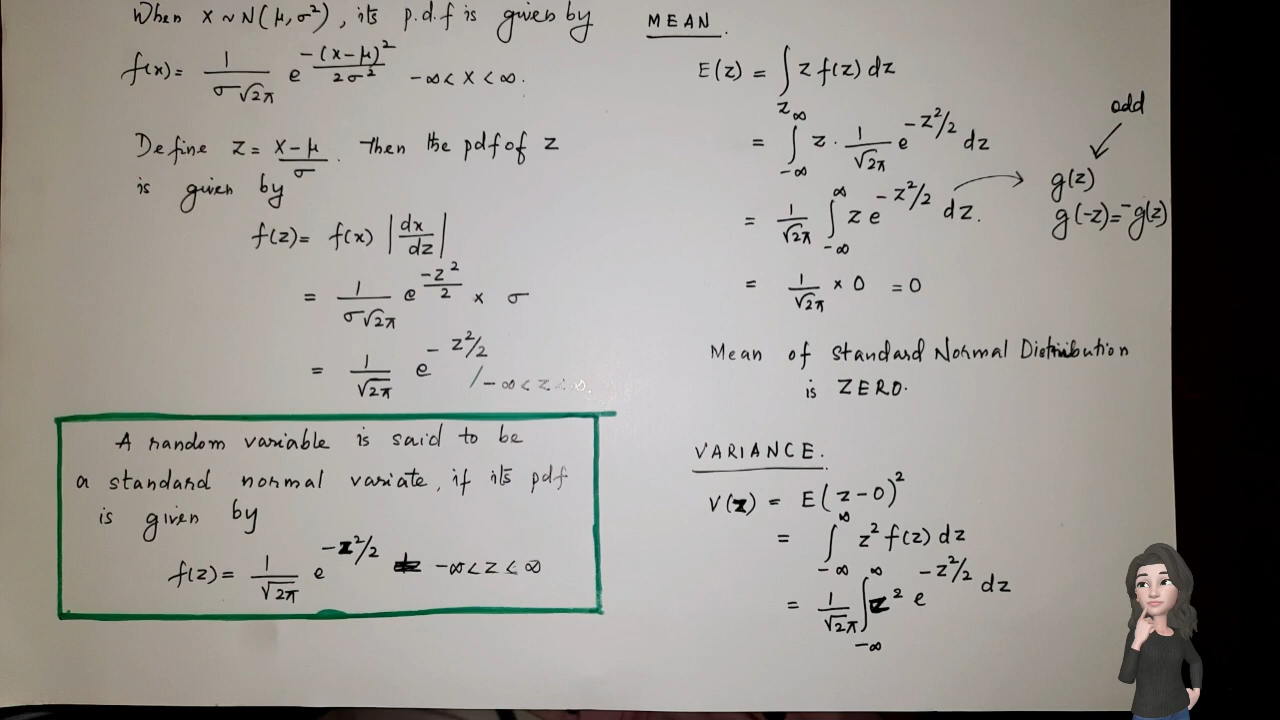 When X ~ N(μ, σ²), its p.d.f is given by
f(x) = 1/(σ√2π) e^(-(x-μ)²/2σ²) -∞ < x < ∞.
Define Z = (X-μ)/σ. Then the pdf of Z
is given by
f(z) = f(x) |dx/dz|
= 1/(σ√2π) e^(-z²/2) × σ
= 1/√2π e^(-z²/2) / -∞ < z < ∞.
A random variable is said to be
a standard normal variate, if its pdf
is given by
f(z) = 1/√2π e^(-z²/2) -∞ < z < ∞
MEAN.
E(z) = ∫_z z f(z) dz
= ∫_(-∞)^∞ z · 1/√2π e^(-z²/2) dz
= 1/√2π ∫_(-∞)^∞ z e^(-z²/2) dz.
odd
g(z)
g(-z) = -g(z)
= 1/√2π × 0 = 0
Mean of Standard Normal Distribution
is ZERO.
VARIANCE.
V(z) = E(z-0)²
= ∫_(-∞)^∞ z² f(z) dz
= 1/√2π ∫_(-∞)^∞ z² e^(-z²/2) dz